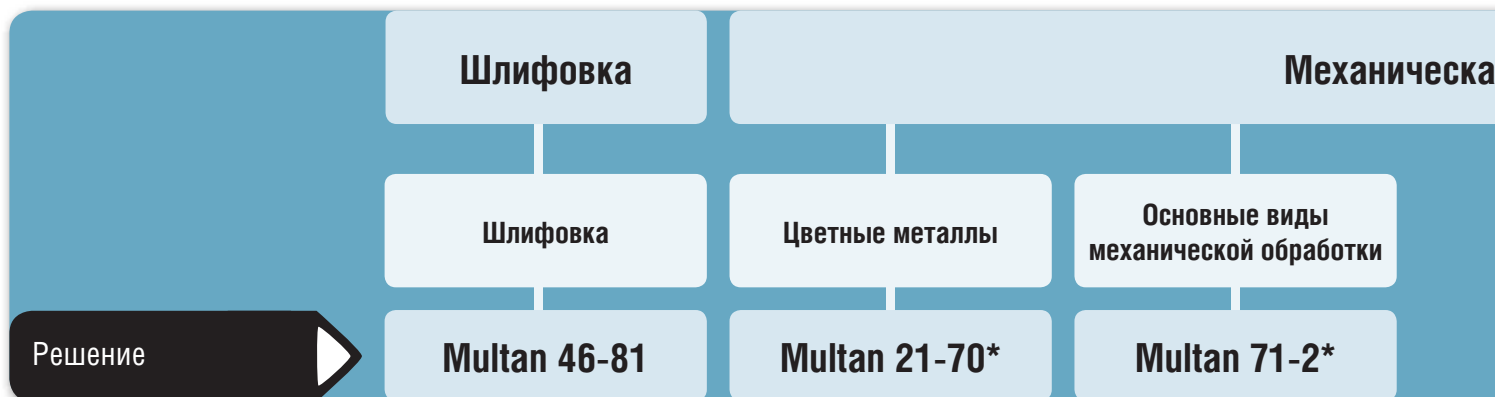 Шлифовка
Механическа
Шлифовка
Цветные металлы
Основные виды
механической обработки
Решение
Multan 46-81
Multan 21-70*
Multan 71-2*